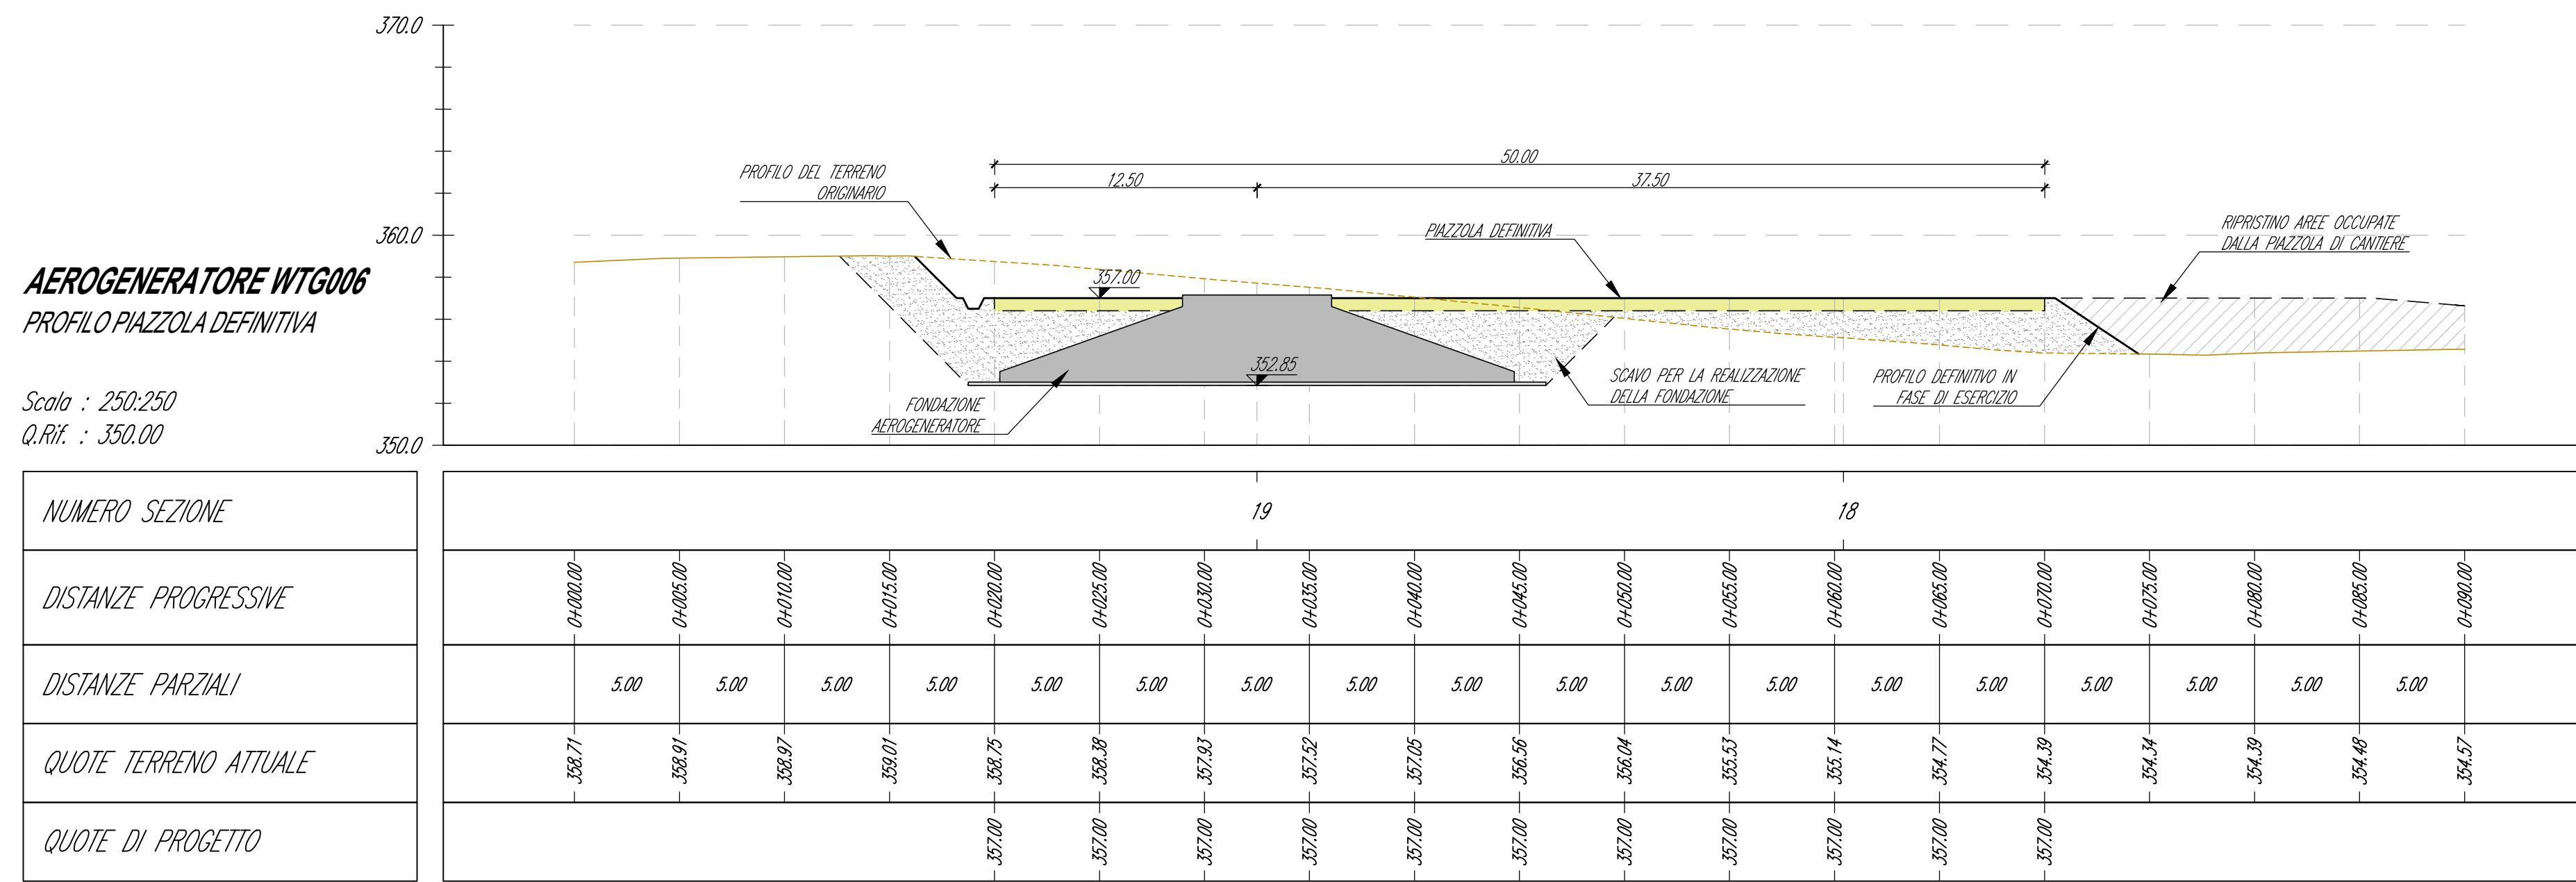 370.0
360.0
350.0
AEROGENERATORE WTG006
PROFILO PIAZZOLA DEFINITIVA
Scala : 250:250
Q.Rif. : 350.00
50.00
12.50
37.50
PROFILO DEL TERRENO
ORIGINARIO
PIAZZOLA DEFINITIVA
RIPRISTINO AREE OCCUPATE
DALLA PIAZZOLA DI CANTIERE
357.00
352.85
FONDAZIONE
AEROGENERATORE
SCAVO PER LA REALIZZAZIONE
DELLA FONDAZIONE
PROFILO DEFINITIVO IN
FASE DI ESERCIZIO
NUMERO SEZIONE
19 18
DISTANZE PROGRESSIVE
0+000.00 0+005.00 0+010.00 0+015.00 0+020.00 0+025.00 0+030.00 0+035.00 0+040.00 0+045.00 0+050.00 0+055.00 0+060.00 0+065.00 0+070.00 0+075.00 0+080.00 0+085.00 0+090.00
DISTANZE PARZIALI
5.00 5.00 5.00 5.00 5.00 5.00 5.00 5.00 5.00 5.00 5.00 5.00 5.00 5.00 5.00 5.00 5.00 5.00
QUOTE TERRENO ATTUALE
358.71 358.91 358.97 359.01 358.75 358.38 357.93 357.52 357.05 356.56 356.04 355.53 355.14 354.77 354.39 354.34 354.39 354.48 354.57
QUOTE DI PROGETTO
357.00 357.00 357.00 357.00 357.00 357.00 357.00 357.00 357.00 357.00 357.00